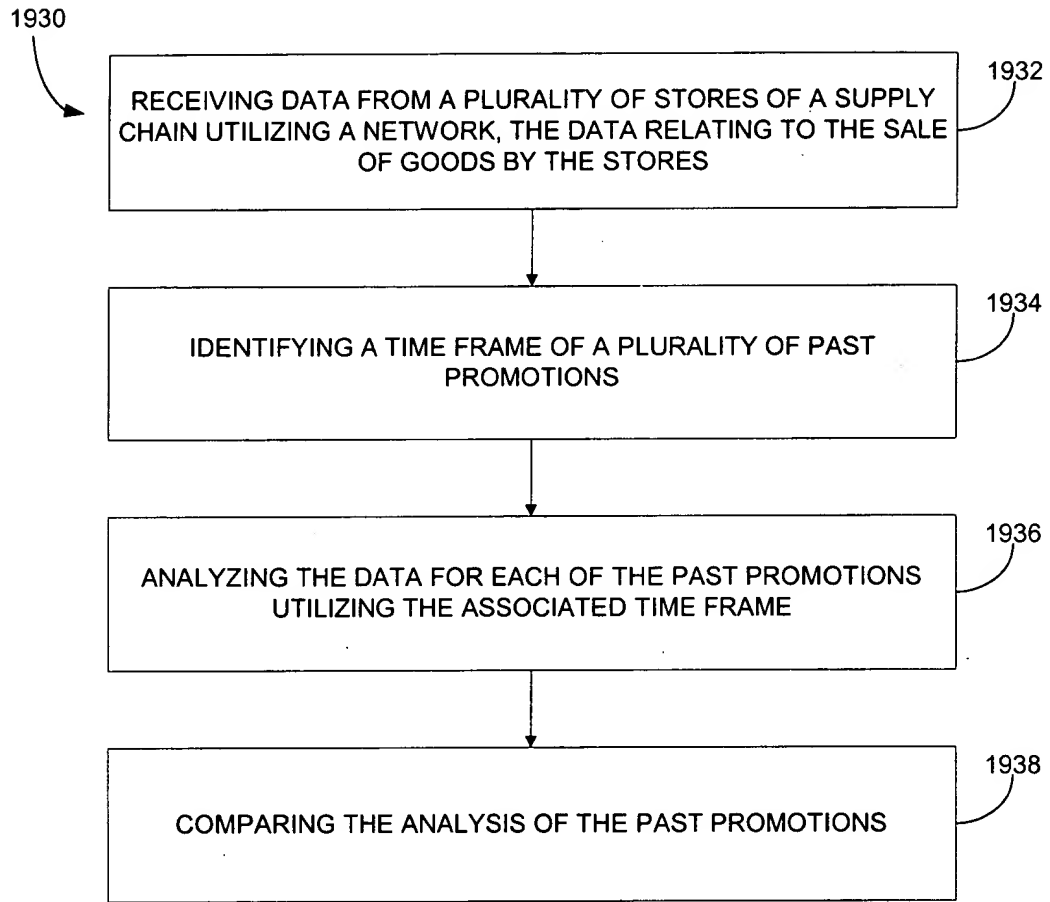 1930
1932
RECEIVING DATA FROM A PLURALITY OF STORES OF A SUPPLY
CHAIN UTILIZING A NETWORK, THE DATA RELATING TO THE SALE
OF GOODS BY THE STORES
1934
IDENTIFYING A TIME FRAME OF A PLURALITY OF PAST
PROMOTIONS
1936
ANALYZING THE DATA FOR EACH OF THE PAST PROMOTIONS
UTILIZING THE ASSOCIATED TIME FRAME
1938
COMPARING THE ANALYSIS OF THE PAST PROMOTIONS